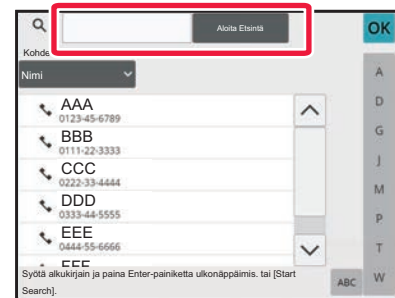 Aloita Etsintä
OK
Kohde
Nimi
AAA
0123-45-6789
BBB
0111-22-3333
CCC
0222-33-4444
DDD
0333-44-5555
EEE
0444-55-6666
EEE
Syötä alkukirjain ja paina Enter-painiketta ulkonäppäimis. tai [Start
Search].
ABC
A
D
G
J
M
P
T
W